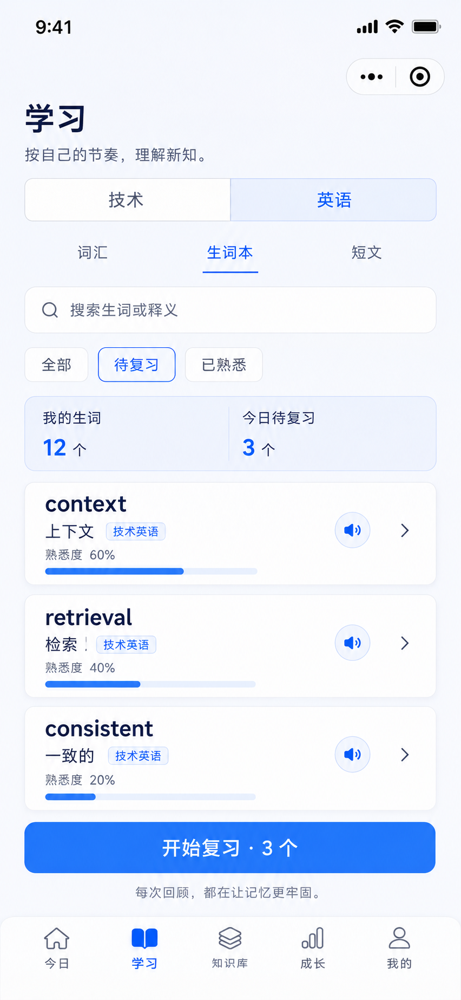 9:41
学习
按自己的节奏，理解新知。
技术 英语
词汇 生词本 短文
搜索生词或释义
全部 待复习 已熟悉
我的生词 今日待复习
12 个 3 个
context
上下文 技术英语
熟悉度 60%
retrieval
检索 技术英语
熟悉度 40%
consistent
一致的 技术英语
熟悉度 20%
开始复习 · 3 个
每次回顾，都在让记忆更牢固。
今日 学习 知识库 成长 我的